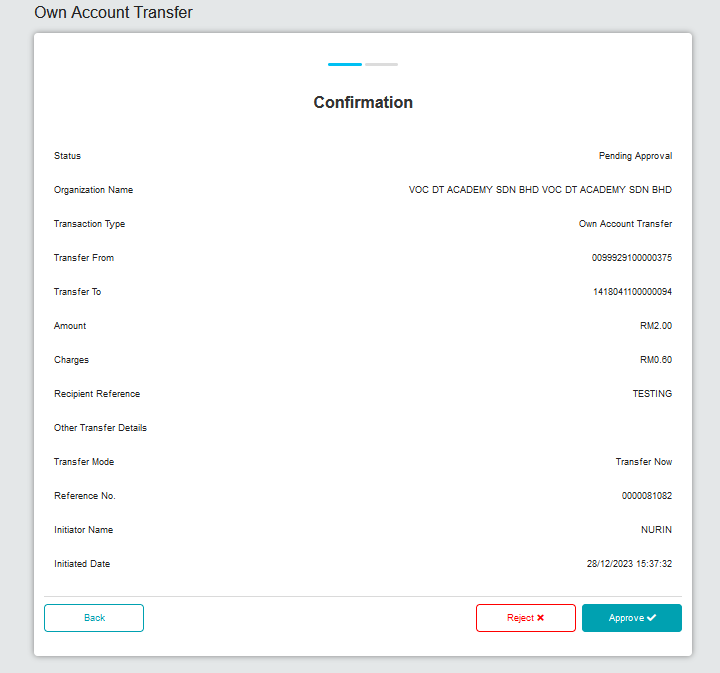 Own Account Transfer
Confirmation
Status Pending Approval
Organization Name VOC DT ACADEMY SDN BHD VOC DT ACADEMY SDN BHD
Transaction Type Own Account Transfer
Transfer From 0099929100000375
Transfer To 1418041100000094
Amount RM2.00
Charges RM0.60
Recipient Reference TESTING
Other Transfer Details
Transfer Mode Transfer Now
Reference No. 0000081082
Initiator Name NURIN
Initiated Date 28/12/2023 15:37:32
Back Reject Approve